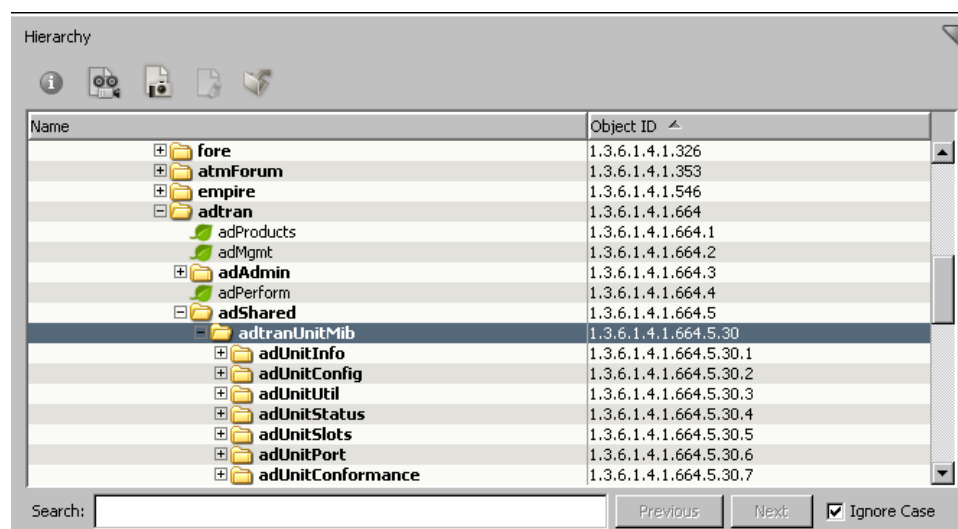 Hierarchy
Name Object ID
fore 1.3.6.1.4.1.326
atmForum 1.3.6.1.4.1.353
empire 1.3.6.1.4.1.546
adtran 1.3.6.1.4.1.664
adProducts 1.3.6.1.4.1.664.1
adMgmt 1.3.6.1.4.1.664.2
adAdmin 1.3.6.1.4.1.664.3
adPerform 1.3.6.1.4.1.664.4
adShared 1.3.6.1.4.1.664.5
adtranUnitMib 1.3.6.1.4.1.664.5.30
adUnitInfo 1.3.6.1.4.1.664.5.30.1
adUnitConfig 1.3.6.1.4.1.664.5.30.2
adUnitUtil 1.3.6.1.4.1.664.5.30.3
adUnitStatus 1.3.6.1.4.1.664.5.30.4
adUnitSlots 1.3.6.1.4.1.664.5.30.5
adUnitPort 1.3.6.1.4.1.664.5.30.6
adUnitConformance 1.3.6.1.4.1.664.5.30.7
Search: Previous Next Ignore Case